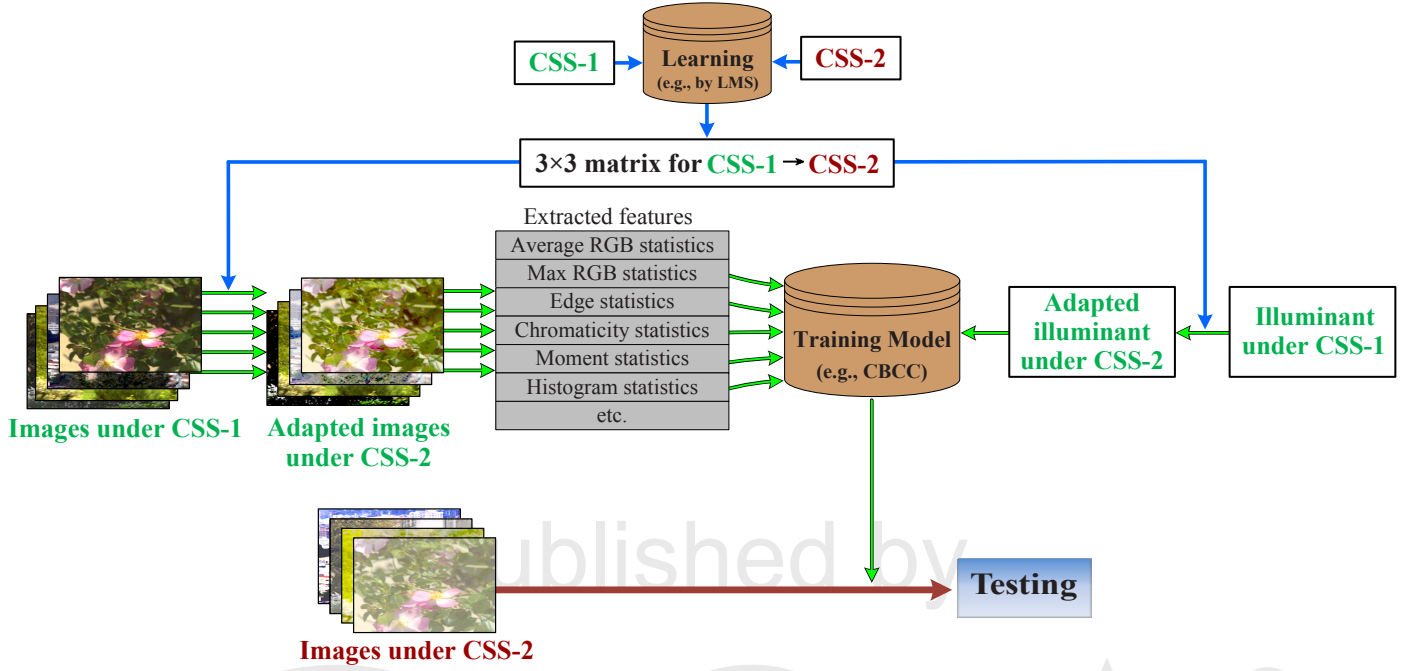 CSS-1
Learning
(e.g., by LMS)
CSS-2
3×3 matrix for CSS-1 → CSS-2
Extracted features
Average RGB statistics
Max RGB statistics
Edge statistics
Chromaticity statistics
Moment statistics
Histogram statistics
etc.
Images under CSS-1
Adapted images
under CSS-2
Training Model
(e.g., CBCC)
Adapted
illuminant
under CSS-2
Illuminant
under CSS-1
ublished by
Testing
Images under CSS-2